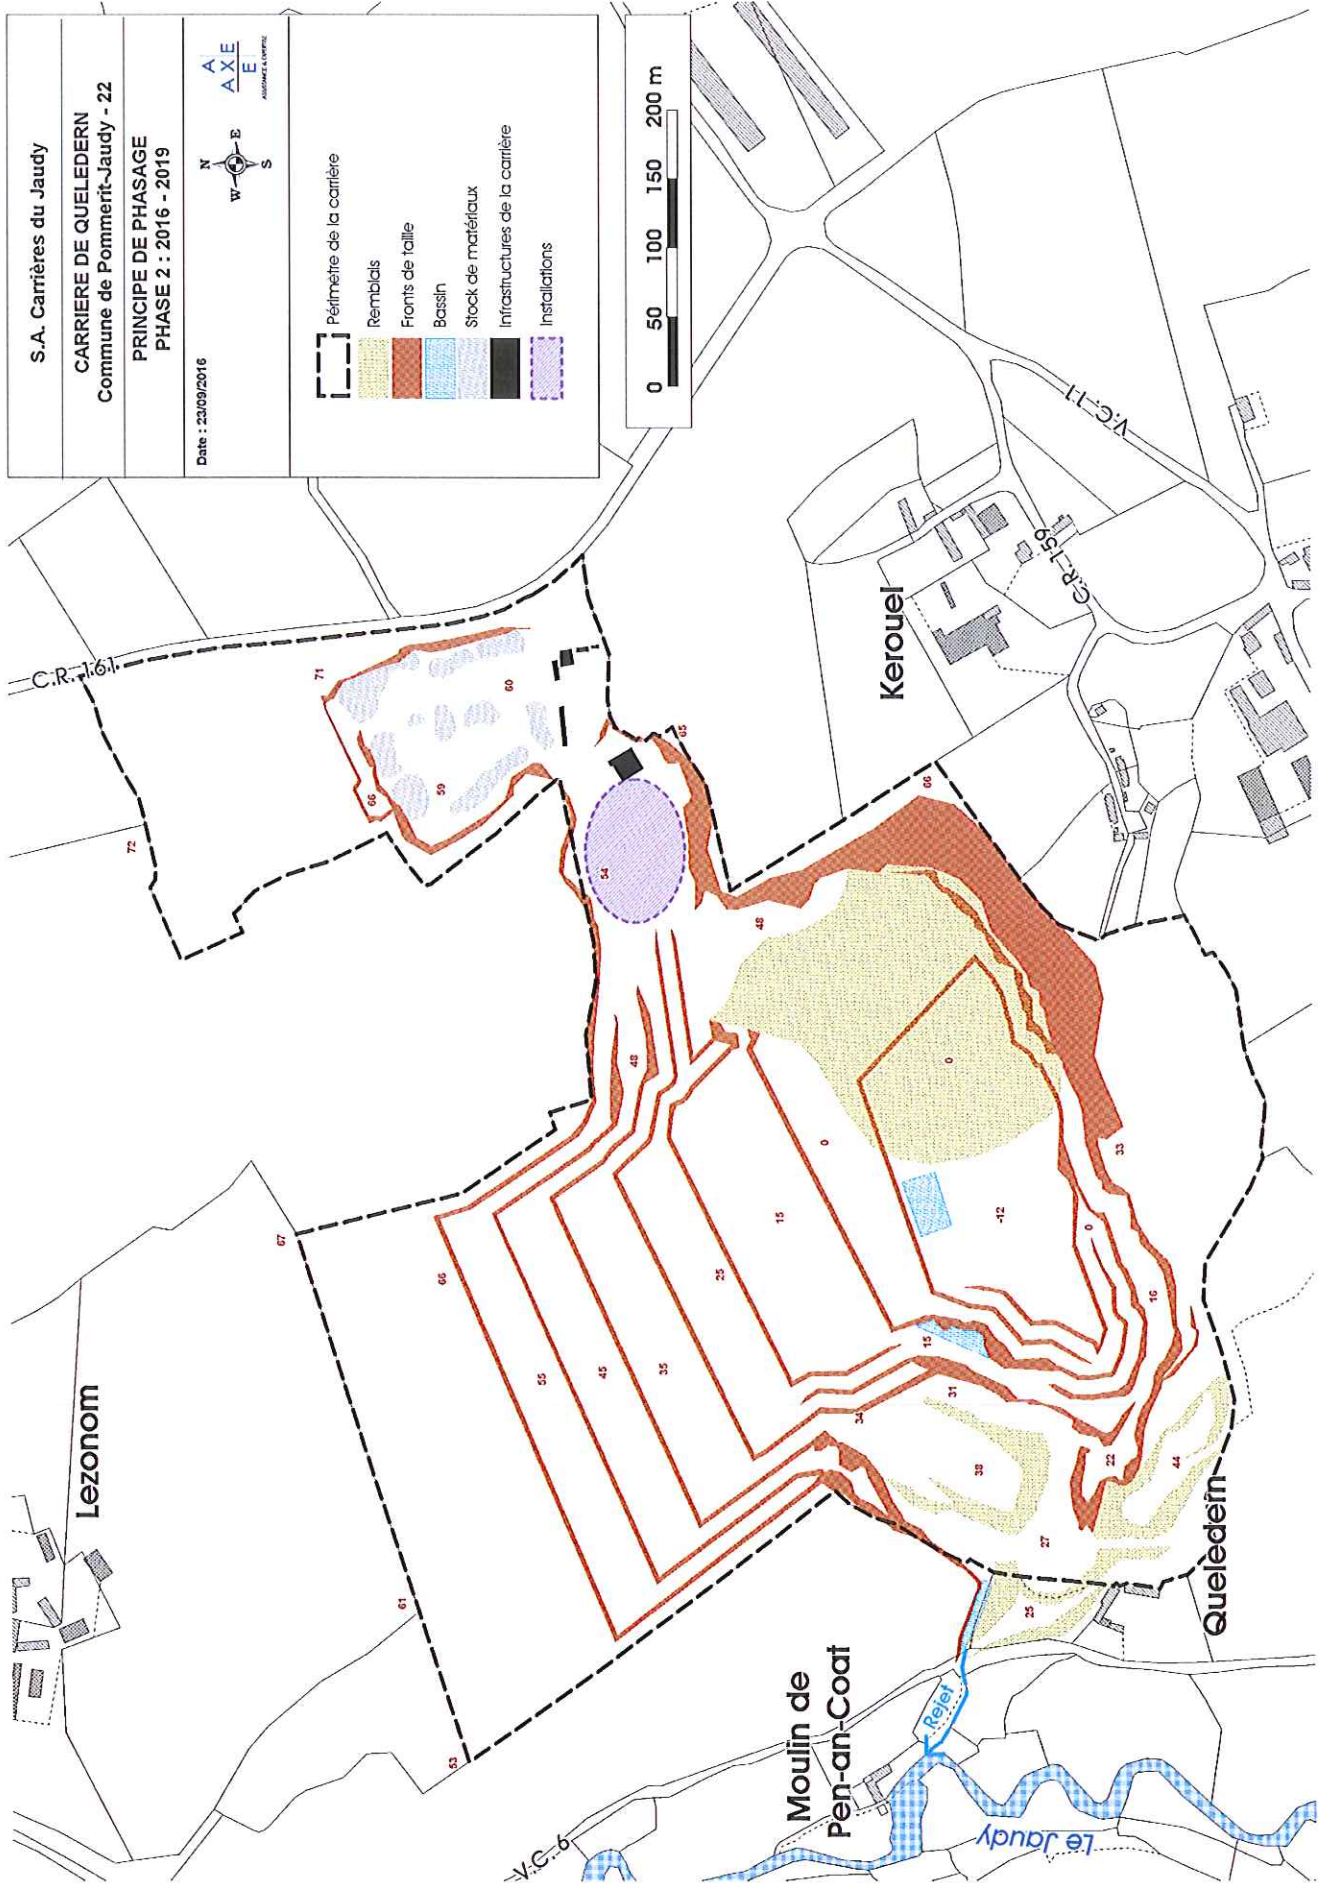 S.A. Carrières du Jaudy
CARRIERE DE QUELEDERN
Commune de Pommerit-Jaudy - 22
PRINCIPE DE PHASAGE
PHASE 2 : 2016 - 2019
Date : 23/09/2016
N
W E
S
A
A X E
E
ASSISTANCE & EXPERTISE
Périmètre de la carrière
Remblais
Fronts de taille
Bassin
Stock de matériaux
Infrastructures de la carrière
Installations
0 50 100 150 200 m
Lezonom
C.R. 161
Kerouel
C.R. 159
V.C. 11
Moulin de
Pen-an-Coat
Queledern
Rejet
Le Jaudy
V.C. 6
53
61
67
72
71
66
59
60
65
54
48
48
66
66
55
45
35
25
15
0
0
-12
0
33
16
15
31
34
38
22
44
27
25